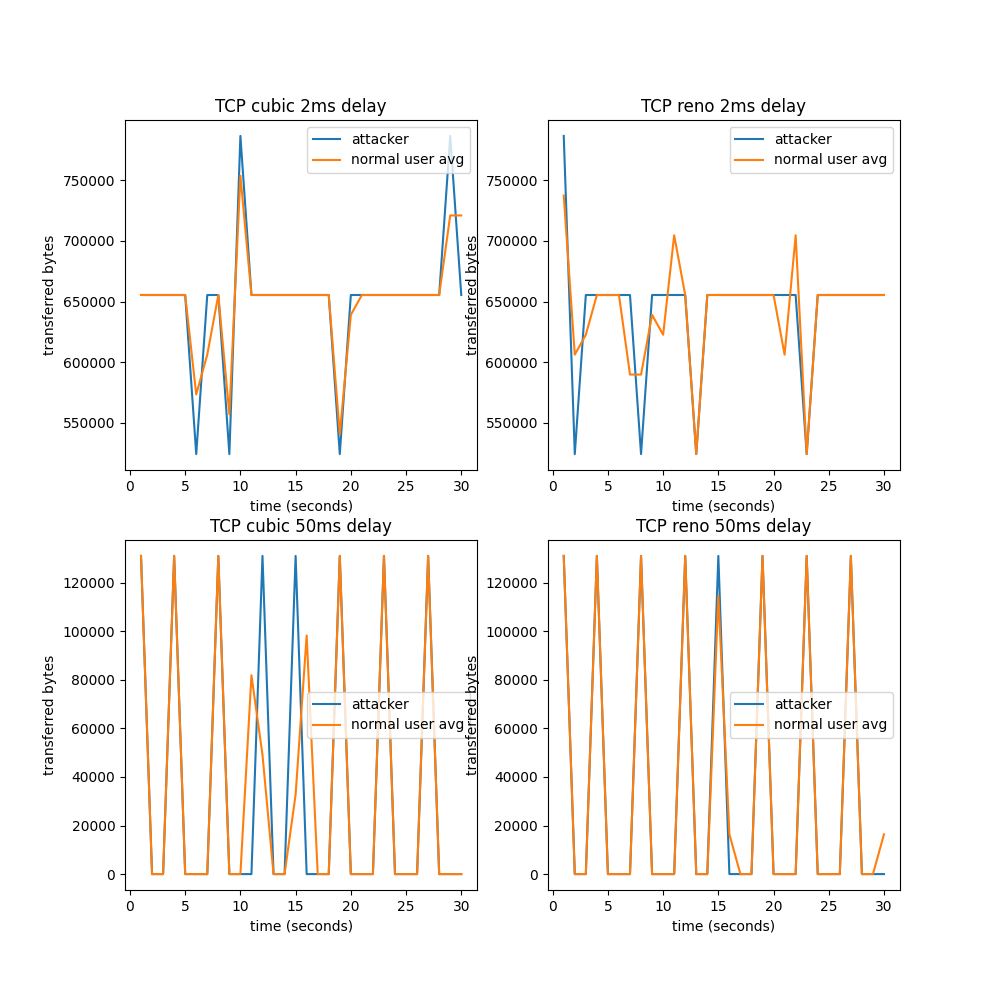 TCP cubic 2ms delay
attacker
normal user avg
transferred bytes
750000
700000
650000
600000
550000
0 5 10 15 20 25 30
time (seconds)
TCP reno 2ms delay
attacker
normal user avg
transferred bytes
750000
700000
650000
600000
550000
0 5 10 15 20 25 30
time (seconds)
TCP cubic 50ms delay
attacker
normal user avg
transferred bytes
120000
100000
80000
60000
40000
20000
0
0 5 10 15 20 25 30
time (seconds)
TCP reno 50ms delay
attacker
normal user avg
transferred bytes
120000
100000
80000
60000
40000
20000
0
0 5 10 15 20 25 30
time (seconds)